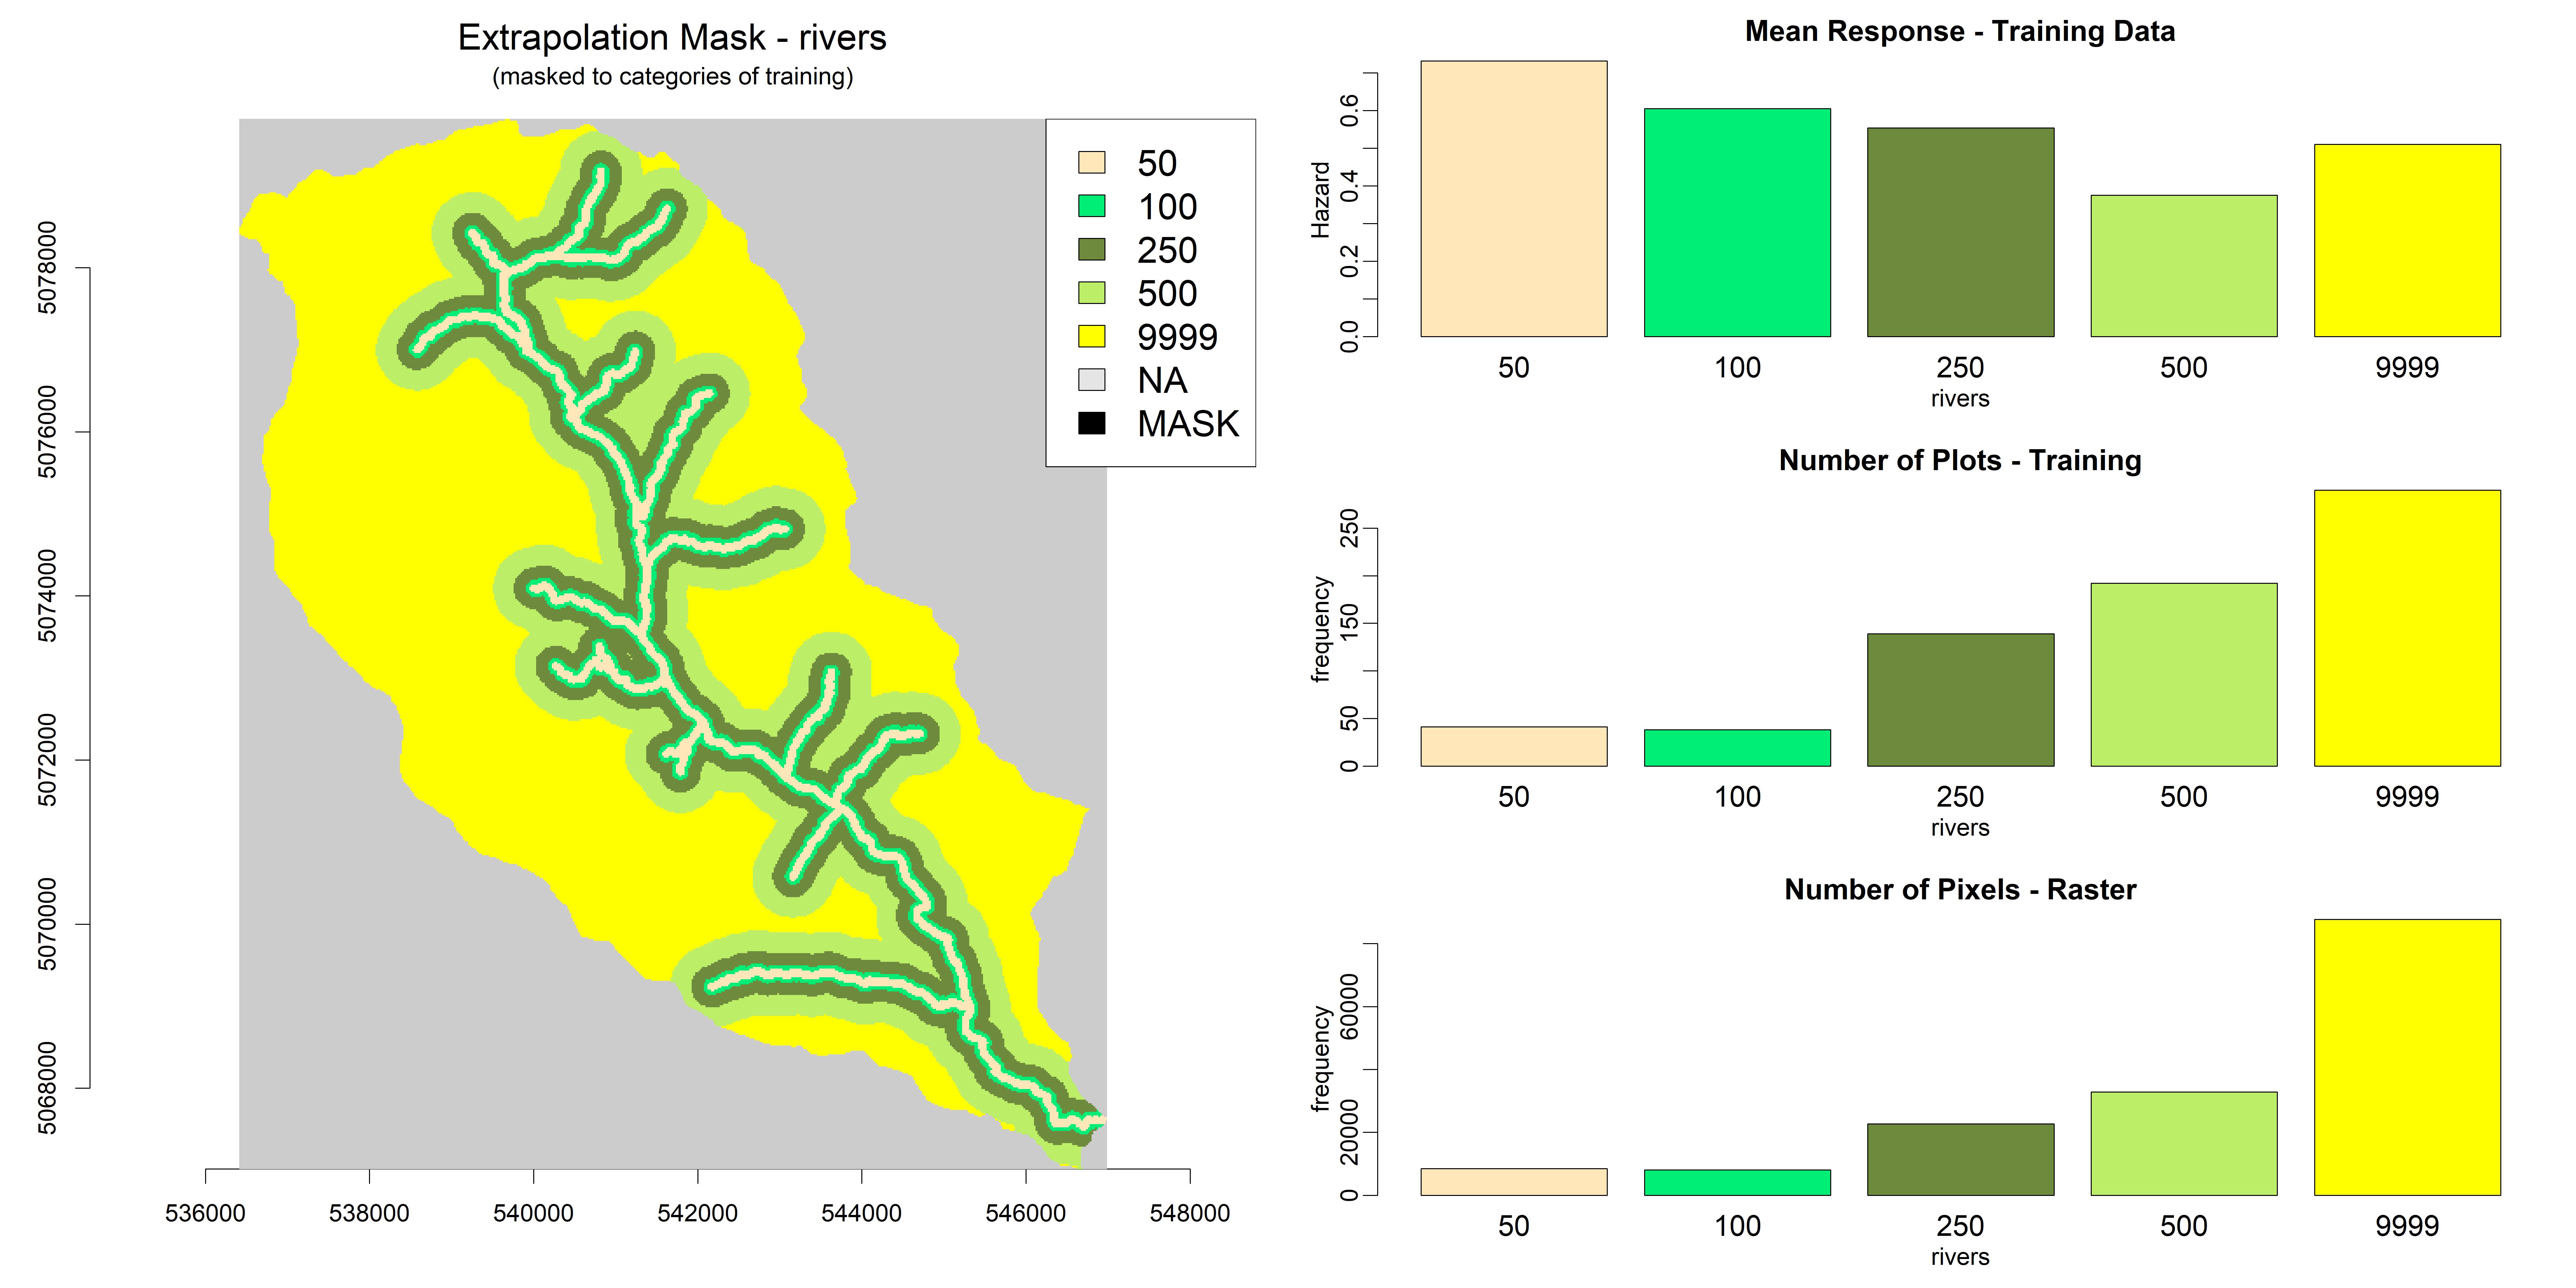 Extrapolation Mask - rivers
(masked to categories of training)
5078000
5076000
5074000
5072000
5070000
5068000
536000 538000 540000 542000 544000 546000 548000
50
100
250
500
9999
NA
MASK
Mean Response - Training Data
Hazard
0.6
0.4
0.2
0.0
50 100 250 500 9999
rivers
Number of Plots - Training
frequency
250
150
50
0
50 100 250 500 9999
rivers
Number of Pixels - Raster
frequency
60000
20000
0
50 100 250 500 9999
rivers